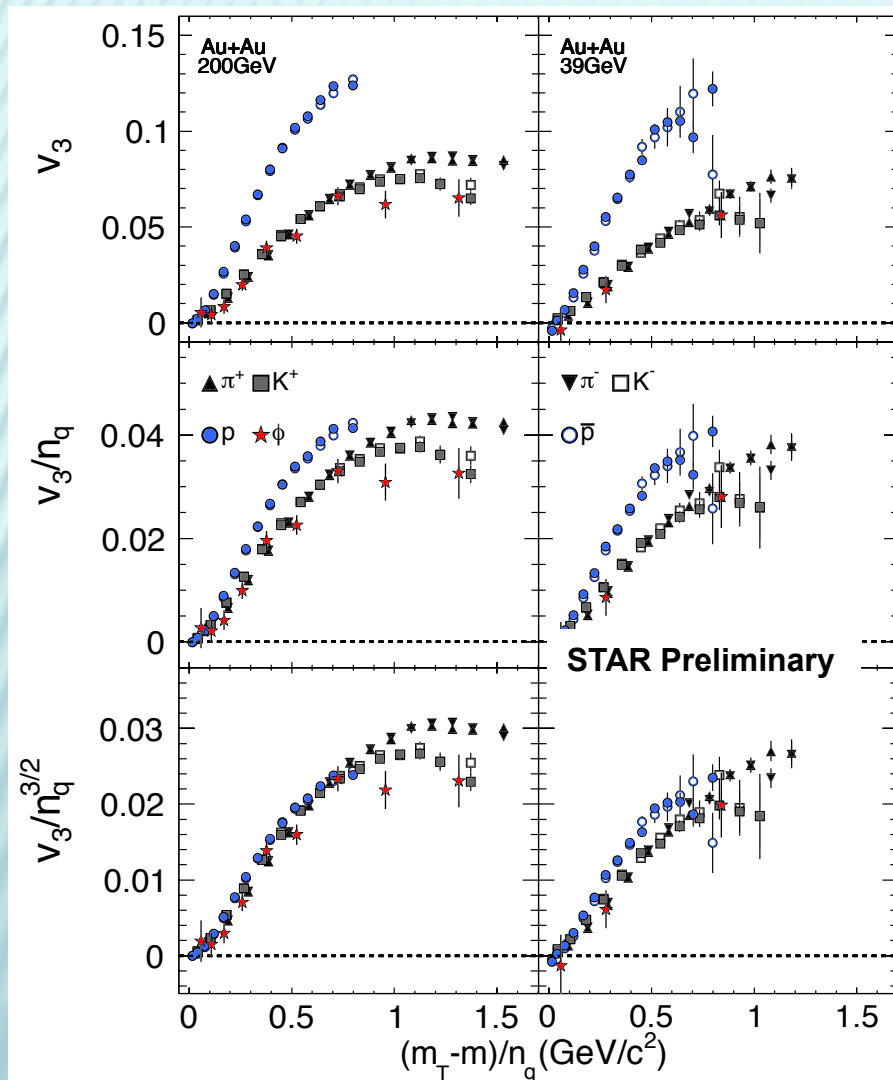 Au+Au
200GeV
Au+Au
39GeV
0.15
0.1
0.05
0
v3
π+ K+
p ϕ
π- K-
p̅
0.04
0.02
0
v3/nq
STAR Preliminary
0.03
0.02
0.01
0
v3/nq^3/2
0 0.5 1 1.5 0 0.5 1 1.5
(mT-m)/nq(GeV/c2)